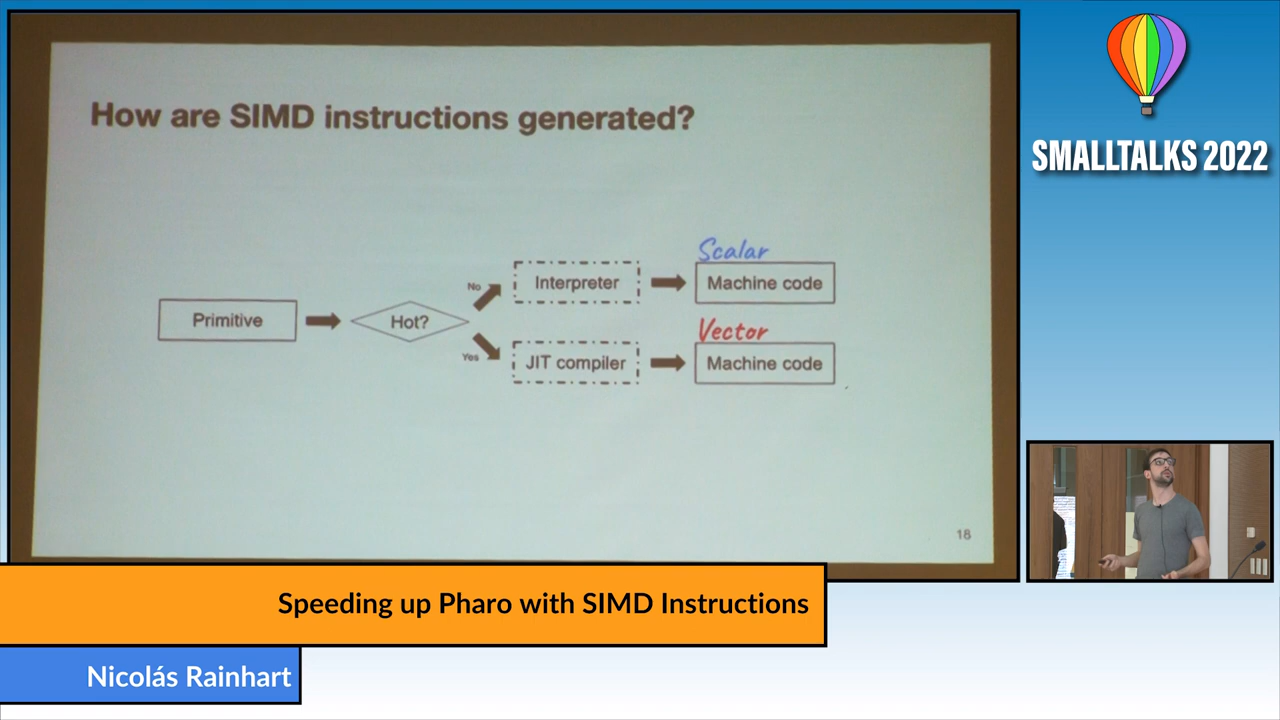 How are SIMD instructions generated?
Scalar
No
Interpreter
Machine code
Primitive
Hot?
Vector
Yes
JIT compiler
Machine code
18
SMALLTALKS 2022
Speeding up Pharo with SIMD Instructions
Nicolás Rainhart